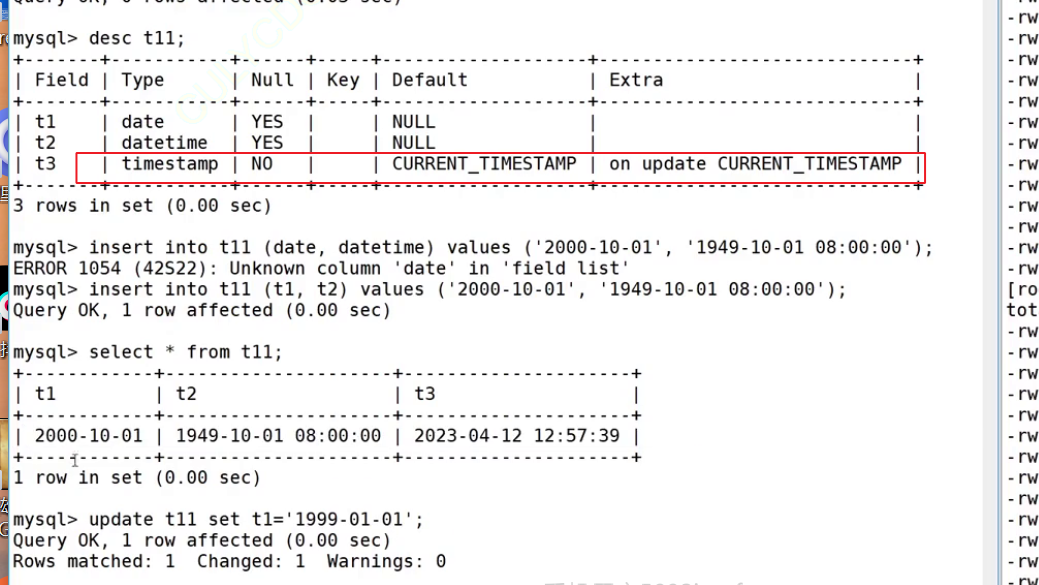 mysql> desc t11;
+-------+-----------+------+-----+-------------------+-----------------------------+
| Field | Type      | Null | Key | Default           | Extra                       |
+-------+-----------+------+-----+-------------------+-----------------------------+
| t1    | date      | YES  |     | NULL              |                             |
| t2    | datetime  | YES  |     | NULL              |                             |
| t3    | timestamp | NO   |     | CURRENT_TIMESTAMP | on update CURRENT_TIMESTAMP |
+-------+-----------+------+-----+-------------------+-----------------------------+
3 rows in set (0.00 sec)
mysql> insert into t11 (date, datetime) values ('2000-10-01', '1949-10-01 08:00:00');
ERROR 1054 (42S22): Unknown column 'date' in 'field list'
mysql> insert into t11 (t1, t2) values ('2000-10-01', '1949-10-01 08:00:00');
Query OK, 1 row affected (0.00 sec)
mysql> select * from t11;
+------------+---------------------+---------------------+
| t1         | t2                  | t3                  |
+------------+---------------------+---------------------+
| 2000-10-01 | 1949-10-01 08:00:00 | 2023-04-12 12:57:39 |
+------------+---------------------+---------------------+
1 row in set (0.00 sec)
mysql> update t11 set t1='1999-01-01';
Query OK, 1 row affected (0.00 sec)
Rows matched: 1  Changed: 1  Warnings: 0
-rw
-rw
-rw
-rw
-rw
-rw
-rw
-rw
-rw
-rw
-rw
-rw
-rw
[ro
tot
-rw
-rw
-rw
-rw
-rw
-rw
-rw
-rw
-rw
-rw
-rw
-rw